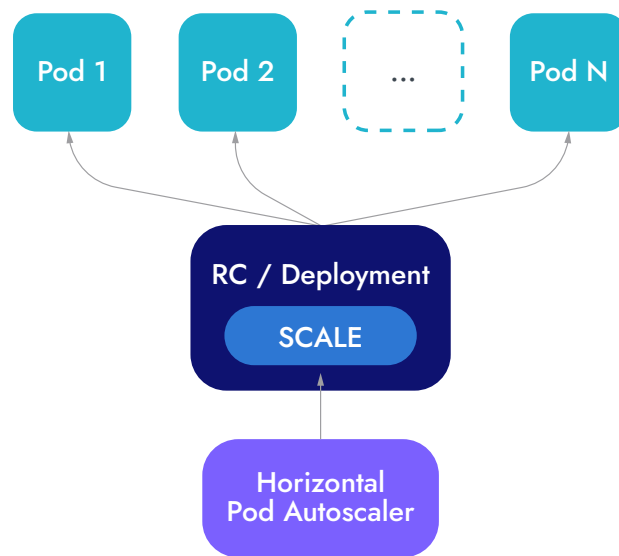 Pod 1
Pod 2
...
Pod N
RC / Deployment
SCALE
Horizontal
Pod Autoscaler